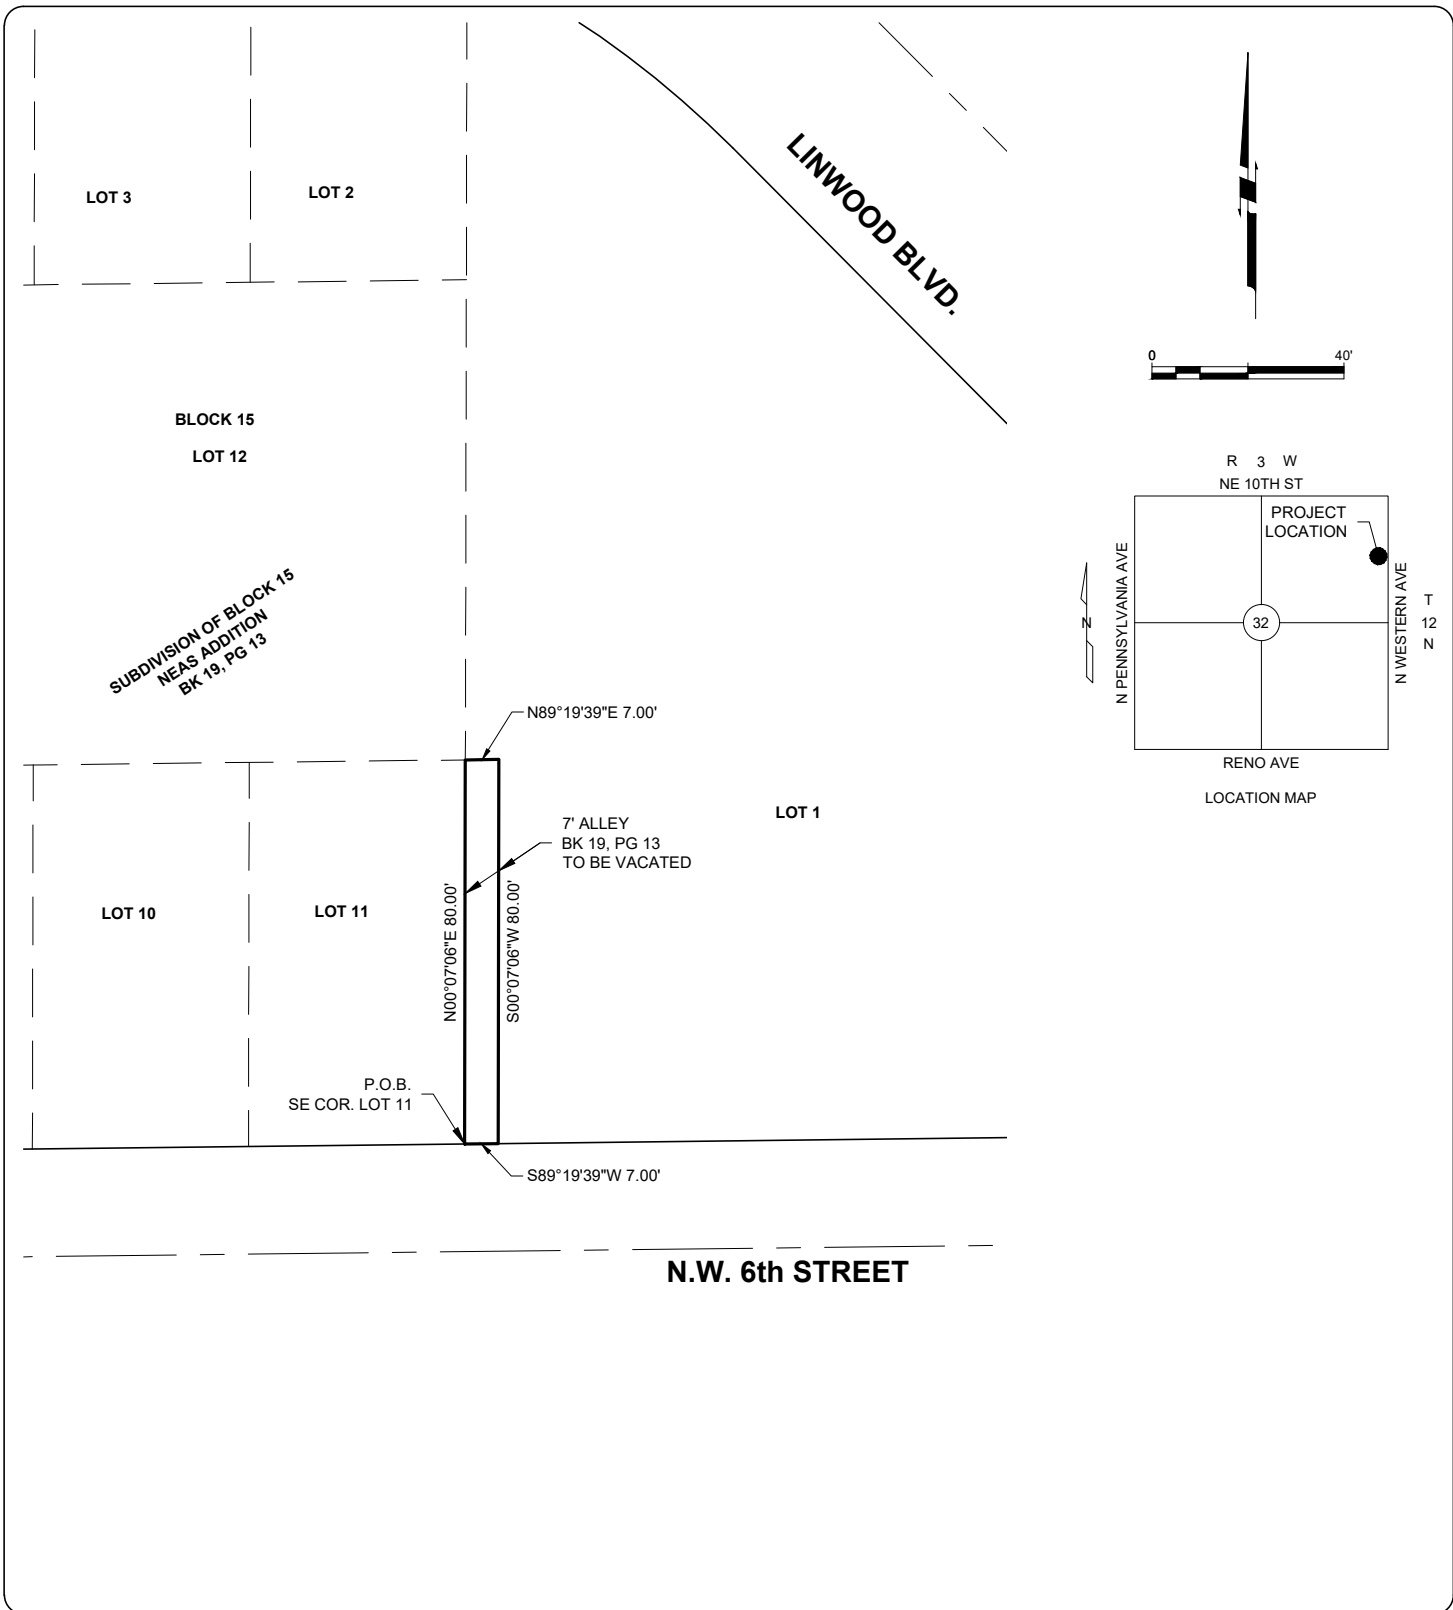 LOT 3
LOT 2
LINWOOD BLVD.
0
40'
BLOCK 15
LOT 12
R 3 W
NE 10TH ST
PROJECT
LOCATION
N PENNSYLVANIA AVE
N WESTERN AVE
T
12
N
N
32
RENO AVE
LOCATION MAP
SUBDIVISION OF BLOCK 15
NEAS ADDITION
BK 19, PG 13
N89°19'39"E 7.00'
7' ALLEY
BK 19, PG 13
TO BE VACATED
LOT 1
LOT 10
LOT 11
N00°07'06"E 80.00'
S00°07'06"W 80.00'
P.O.B.
SE COR. LOT 11
S89°19'39"W 7.00'
N.W. 6th STREET